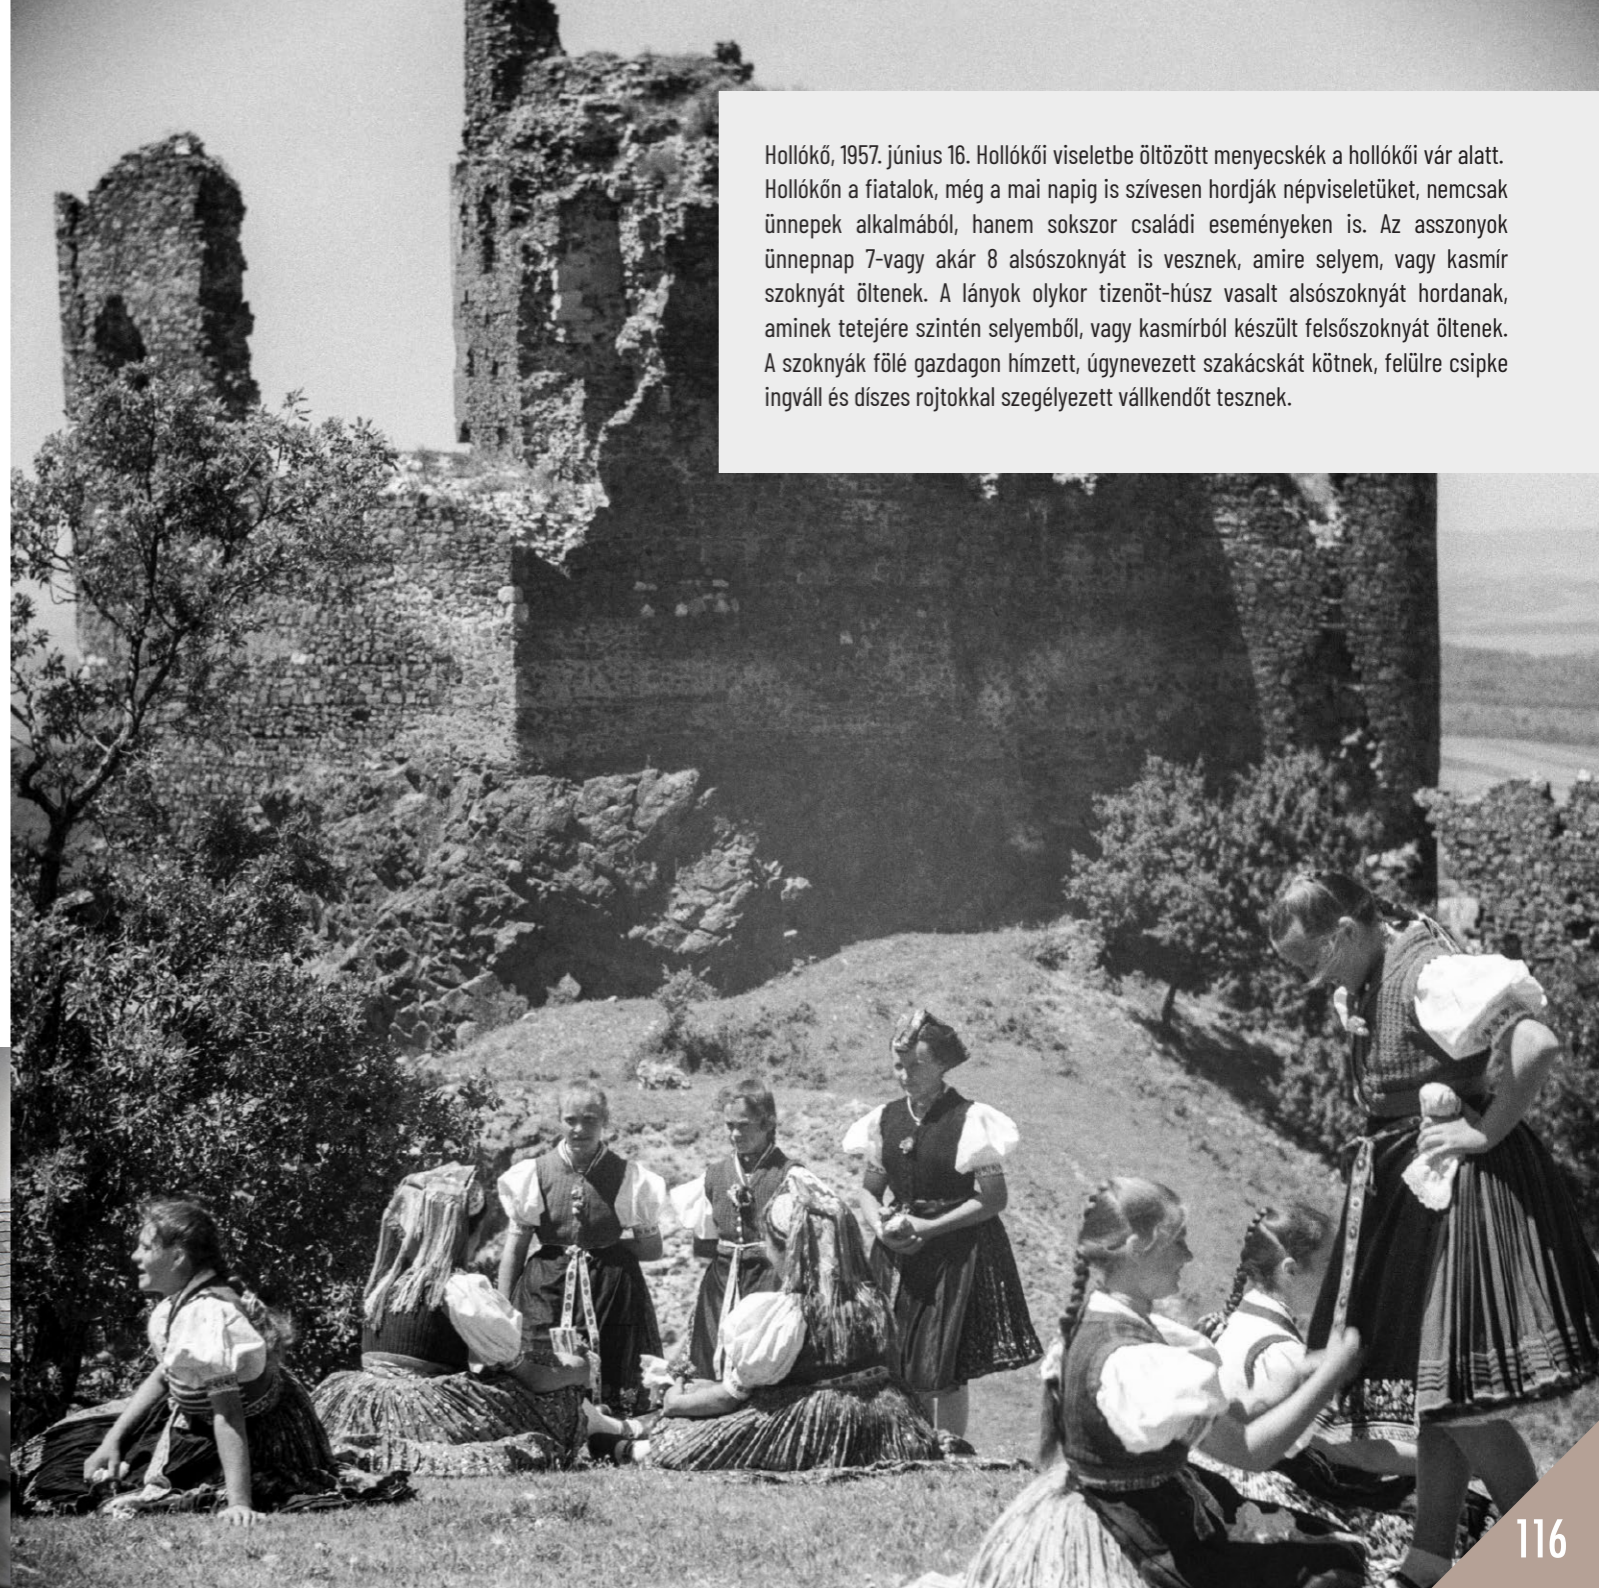 Hollókő, 1957. június 16. Hollókői viseletbe öltözött menyecskék a hollókői vár alatt.
Hollókőn a fiatalok, még a mai napig is szívesen hordják népviseletüket, nemcsak
ünnepek alkalmából, hanem sokszor családi eseményeken is. Az asszonyok
ünnepnap 7-vagy akár 8 alsószoknyát is vesznek, amire selyem, vagy kasmír
szoknyát öltenek. A lányok olykor tizenöt-húsz vasalt alsószoknyát hordanak,
aminek tetejére szintén selyemből, vagy kasmírból készült felsőszoknyát öltenek.
A szoknyák fölé gazdagon hímzett, úgynevezett szakácskát kötnek, felülre csipke
ingváll és díszes rojtokkal szegélyezett vállkendőt tesznek.
116